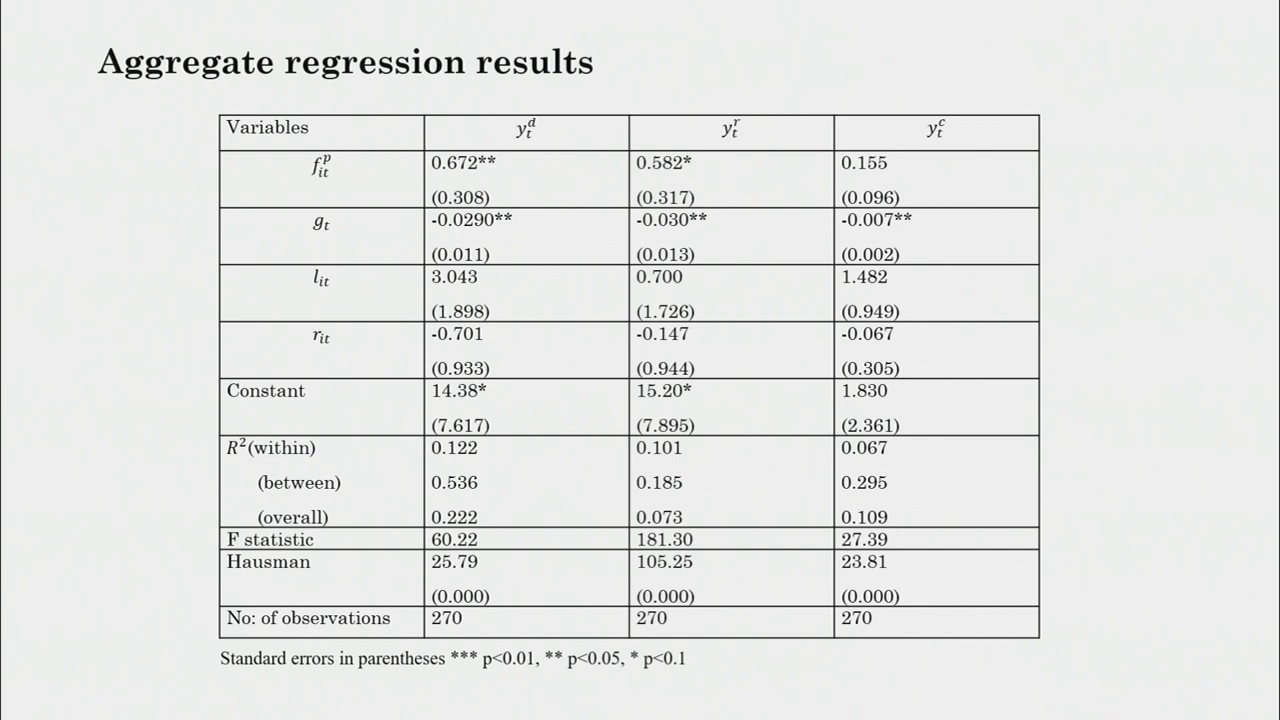 Aggregate regression results
Variables y_t^d y_t^r y_t^c
f_it^p 0.672** 0.582* 0.155
(0.308) (0.317) (0.096)
g_t -0.0290** -0.030** -0.007**
(0.011) (0.013) (0.002)
l_it 3.043 0.700 1.482
(1.898) (1.726) (0.949)
r_it -0.701 -0.147 -0.067
(0.933) (0.944) (0.305)
Constant 14.38* 15.20* 1.830
(7.617) (7.895) (2.361)
R²(within) 0.122 0.101 0.067
(between) 0.536 0.185 0.295
(overall) 0.222 0.073 0.109
F statistic 60.22 181.30 27.39
Hausman 25.79 105.25 23.81
(0.000) (0.000) (0.000)
No: of observations 270 270 270
Standard errors in parentheses *** p<0.01, ** p<0.05, * p<0.1